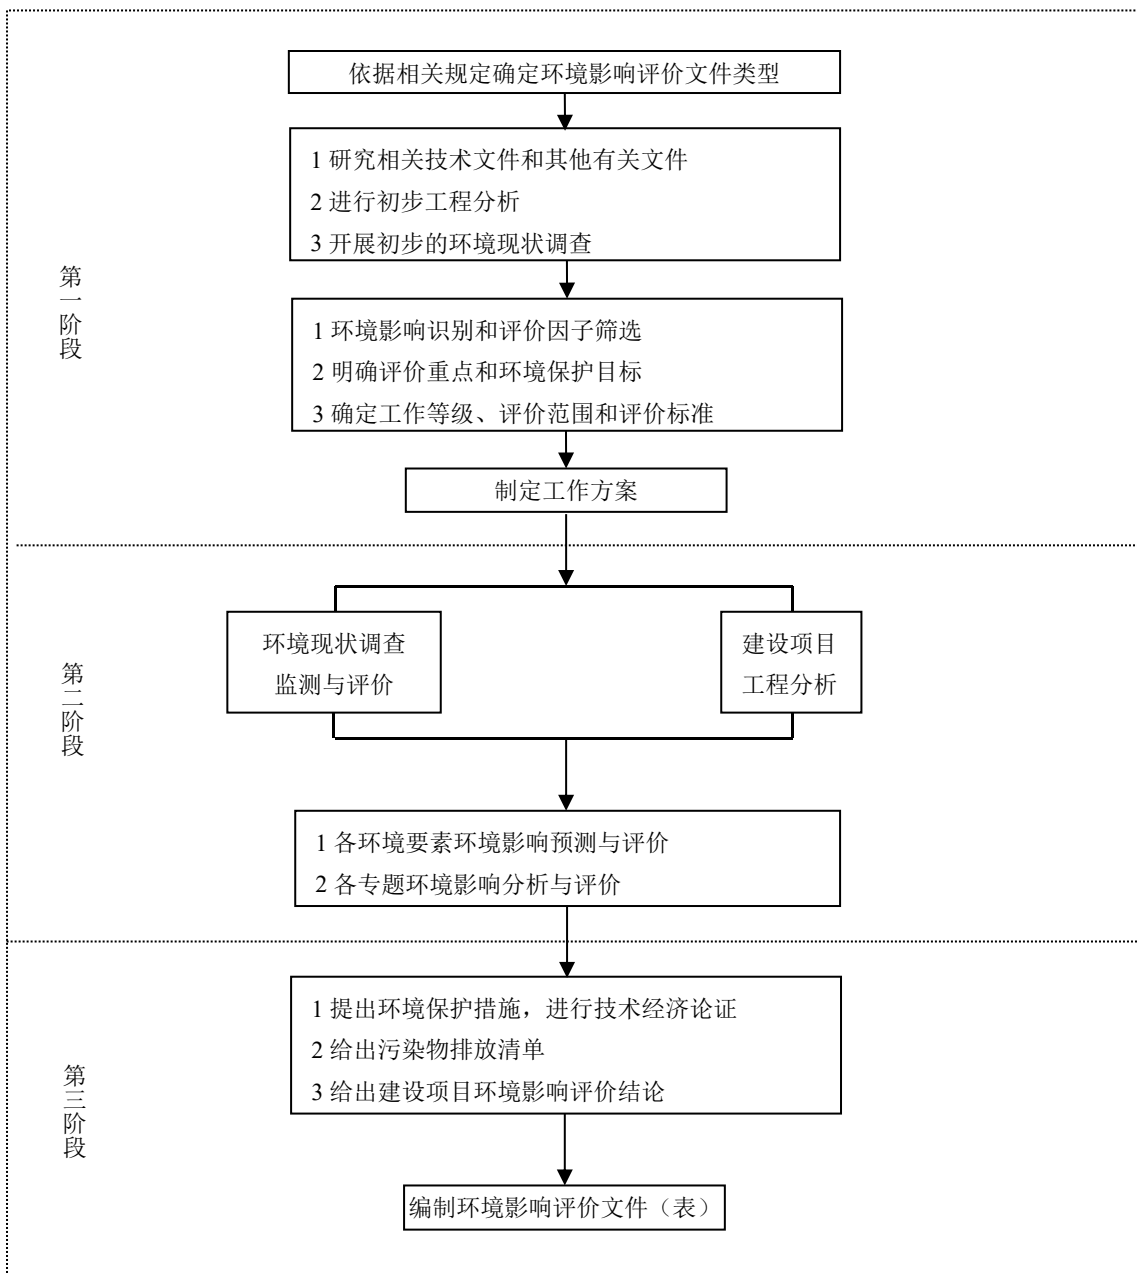 依据相关规定确定环境影响评价文件类型
1 研究相关技术文件和其他有关文件
2 进行初步工程分析
3 开展初步的环境现状调查
第一阶段
1 环境影响识别和评价因子筛选
2 明确评价重点和环境保护目标
3 确定工作等级、评价范围和评价标准
制定工作方案
第二阶段
环境现状调查
监测与评价
建设项目
工程分析
1 各环境要素环境影响预测与评价
2 各专题环境影响分析与评价
第三阶段
1 提出环境保护措施，进行技术经济论证
2 给出污染物排放清单
3 给出建设项目环境影响评价结论
编制环境影响评价文件（表）